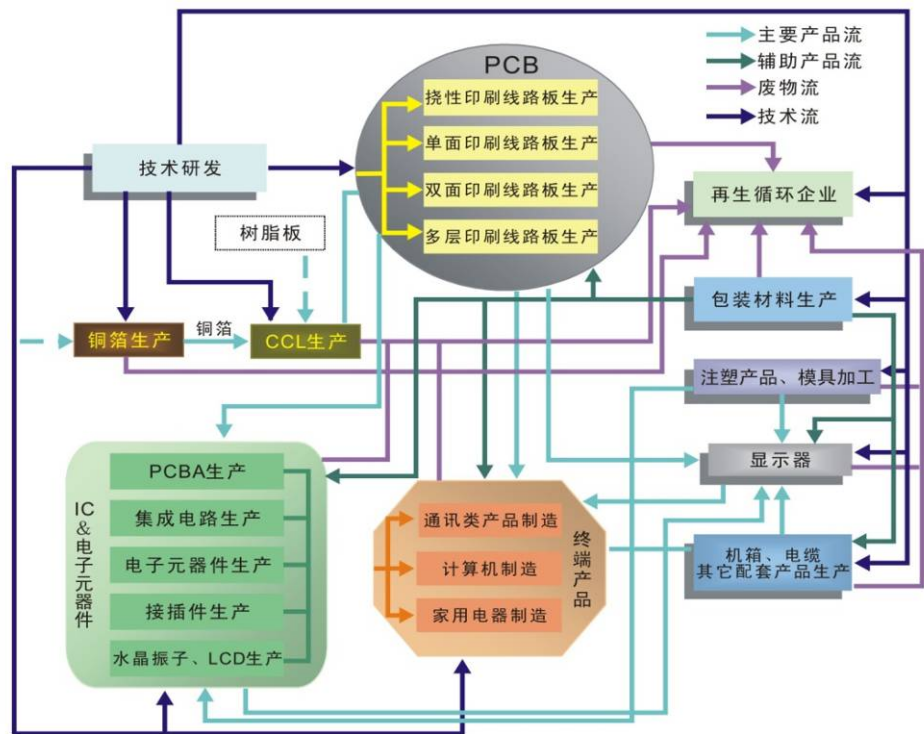 主要产品流
辅助产品流
废物流
技术流
PCB
挠性印刷线路板生产
单面印刷线路板生产
双面印刷线路板生产
多层印刷线路板生产
技术研发
再生循环企业
树脂板
包装材料生产
铜箔生产
铜箔
CCL生产
注塑产品、模具加工
显示器
IC&电子元器件
PCBA生产
集成电路生产
电子元器件生产
接插件生产
水晶振子、LCD生产
通讯类产品制造
计算机制造
家用电器制造
终端产品
机箱、电缆
其它配套产品生产